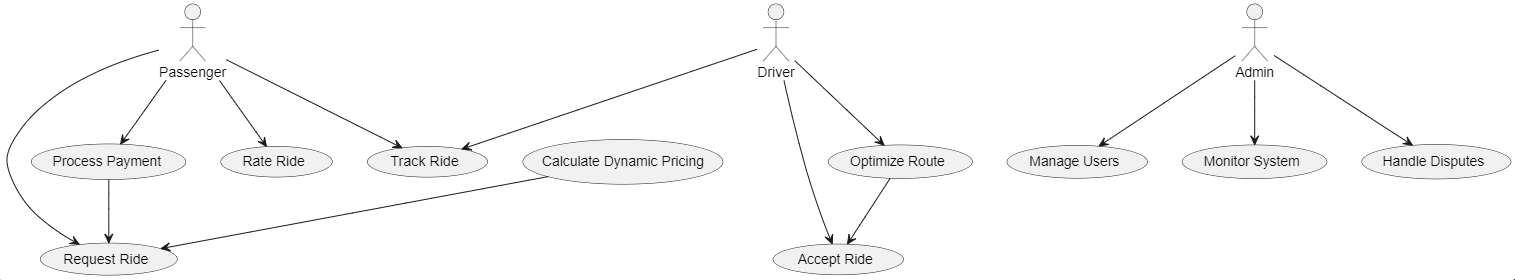 Passenger
Driver
Admin
Process Payment
Rate Ride
Track Ride
Calculate Dynamic Pricing
Optimize Route
Manage Users
Monitor System
Handle Disputes
Request Ride
Accept Ride